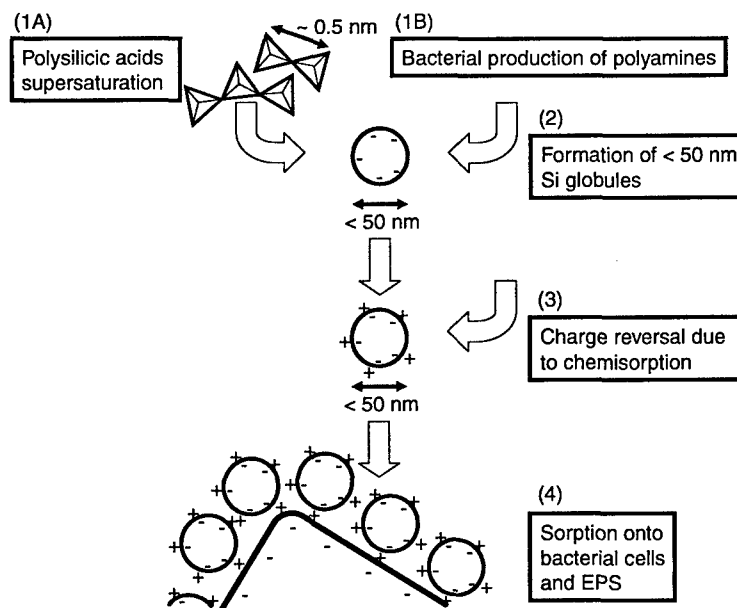 (1A)
Polysilicic acids
supersaturation
~ 0.5 nm
(1B)
Bacterial production of polyamines
(2)
Formation of < 50 nm
Si globules
< 50 nm
(3)
Charge reversal due
to chemisorption
< 50 nm
(4)
Sorption onto
bacterial cells
and EPS